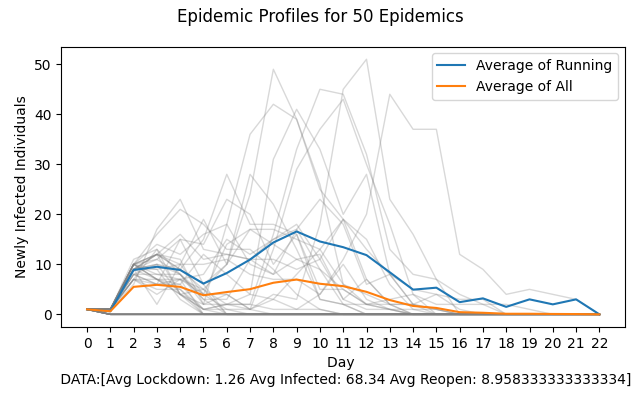 Epidemic Profiles for 50 Epidemics
Newly Infected Individuals
50
40
30
20
10
0
Average of Running
Average of All
0 1 2 3 4 5 6 7 8 9 10 11 12 13 14 15 16 17 18 19 20 21 22
Day
DATA:[Avg Lockdown: 1.26 Avg Infected: 68.34 Avg Reopen: 8.958333333333334]